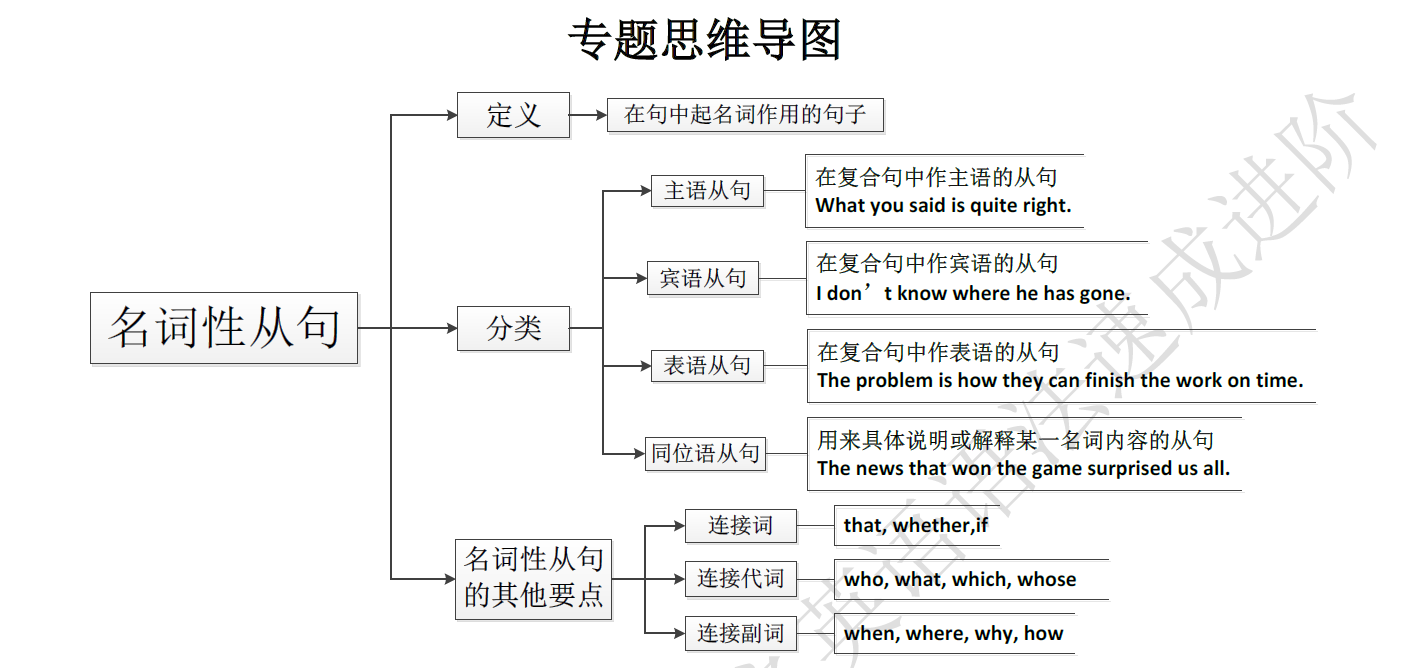 专题思维导图
定义
在句中起名词作用的句子
主语从句
在复合句中作主语的从句
What you said is quite right.
宾语从句
在复合句中作宾语的从句
I don’t know where he has gone.
名词性从句
分类
表语从句
在复合句中作表语的从句
The problem is how they can finish the work on time.
同位语从句
用来具体说明或解释某一名词内容的从句
The news that won the game surprised us all.
名词性从句
的其他要点
连接词
that, whether,if
连接代词
who, what, which, whose
连接副词
when, where, why, how
英语语法速成进阶